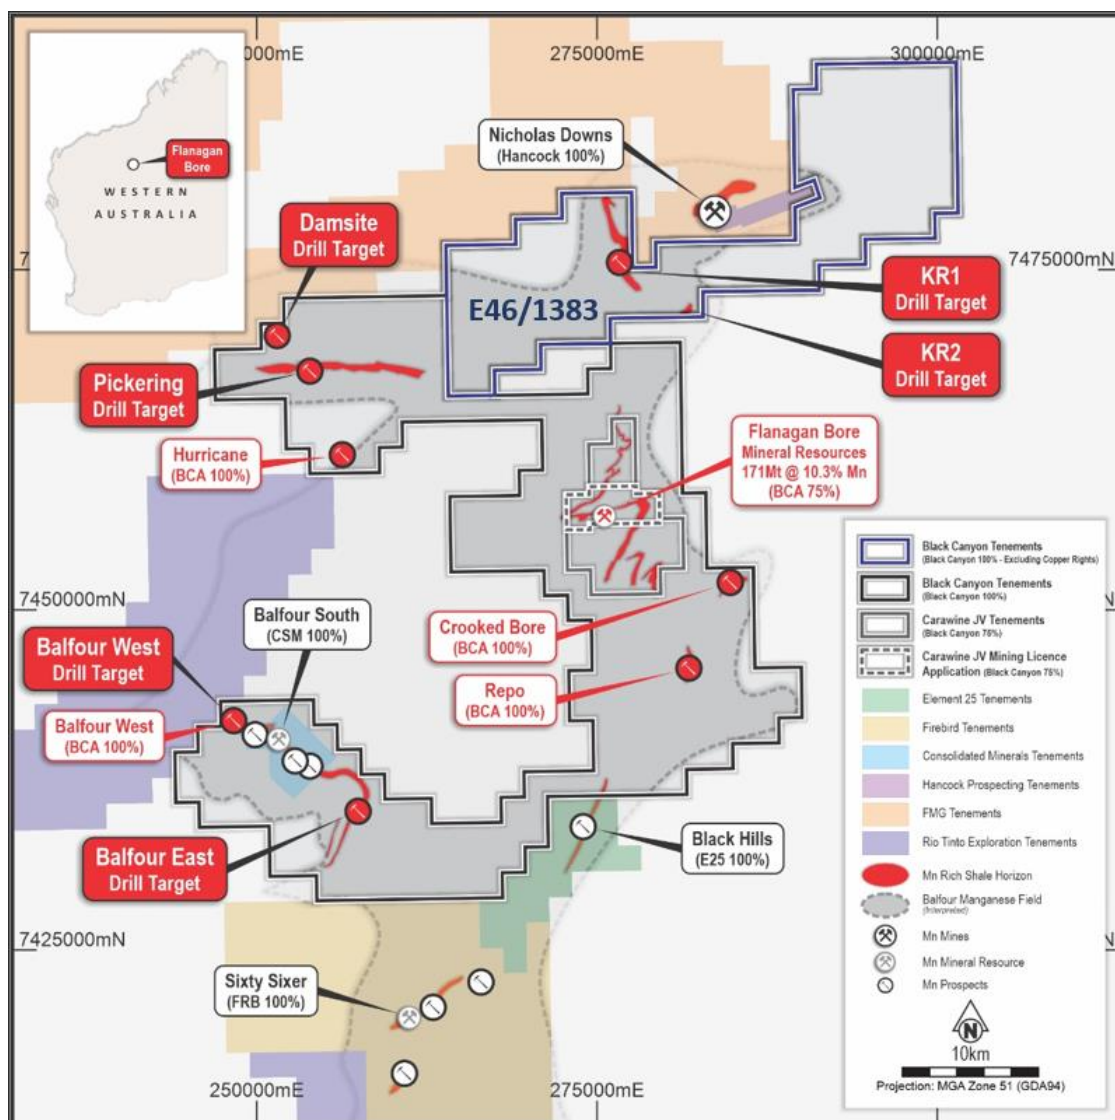 000mE
275000mE
300000mE
Flanagan
Bore
WESTERN
AUSTRALIA
Nicholas Downs
(Hancock 100%)
Damsite
Drill Target
7
7475000mN
KR1
Drill Target
E46/1383
KR2
Drill Target
Pickering
Drill Target
Hurricane
(BCA 100%)
Flanagan Bore
Mineral Resources
171Mt @ 10.3% Mn
(BCA 75%)
7450000mN
Balfour South
(CSM 100%)
Crooked Bore
(BCA 100%)
Balfour West
Drill Target
Repo
(BCA 100%)
Balfour West
(BCA 100%)
Balfour East
Drill Target
Black Hills
(E25 100%)
7425000mN
N
Sixty Sixer
(FRB 100%)
250000mE
275000mE
Black Canyon Tenements
(Black Canyon 100% - Excluding Copper Rights)
Black Canyon Tenements
(Black Canyon 100%)
Carawine JV Tenements
(Black Canyon 75%)
Carawine JV Mining Licence
Application (Black Canyon 75%)
Element 25 Tenements
Firebird Tenements
Consolidated Minerals Tenements
Hancock Prospecting Tenements
FMG Tenements
Rio Tinto Exploration Tenements
Mn Rich Shale Horizon
Balfour Manganese Field
(Interpreted)
Mn Mines
Mn Mineral Resource
Mn Prospects
N
10km
Projection: MGA Zone 51 (GDA94)